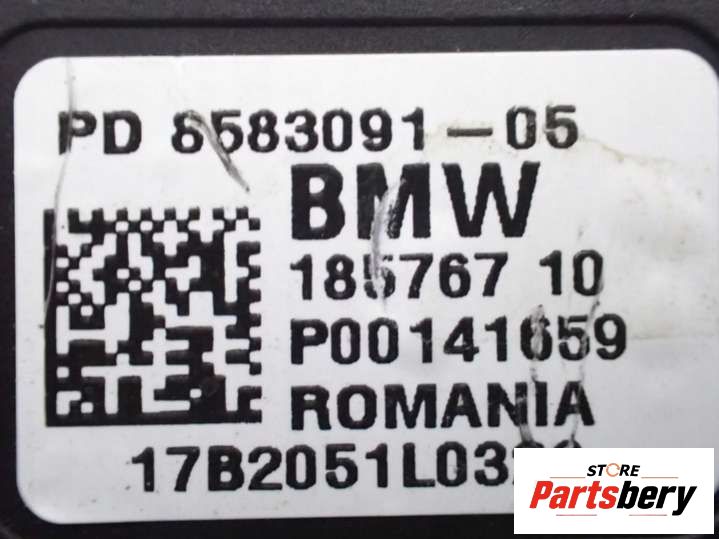 PD 8583091-05
BMW
185767 10
P00141659
ROMANIA
STORE
Partsbery